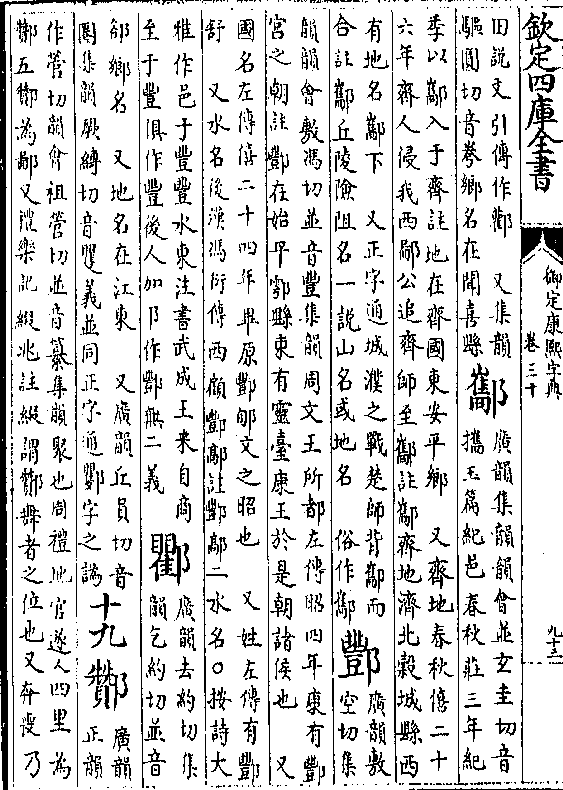 欽定四庫全書
御定康熙字典
卷三十
九十三
旧說文引傳作酅　又集韻
驅圓切音棬鄉名在聞喜縣
酅
廣韻集韻韻會並玄圭切音
攜玉篇紀邑春秋莊三年紀
季以酅入于齊註地在齊國東安平鄉　又齊地春秋僖二十
六年齊人侵我西鄙公追齊師至酅註酅齊地濟北穀城縣西
有地名酅下　又正字通城濮之戰楚師背酅而
舍註酅丘陵險阻名一說山名或地名　俗作
酆
廣韻敷
空切集
韻韻會敷馮切並音豐集韻周文王所都左傳昭四年康有酆
宮之朝註酆在始平鄠縣東有靈臺康王於是朝諸侯也　又
國名左傳僖二十四年畢原酆郇文之昭也　又姓左傳有酆
舒　又水名後漢馮衍傳西顧酆鄗註酆鄗二水名○按詩大
雅作邑于豐豐水東注書武成王來自商
至于豐俱作豐後人加阝作酆無二義
廣韻去約切集
韻乞約切並音
卻鄉名　又地名在江東　又廣韻丘員切音
圈集韻厥縛切音矍義並同正字通字之譌
十九
酇
廣韻
正韻
作管切韻會祖管切並音纂集韻聚也周禮地官遂人四里為
酇五酇為鄙又禮樂記綴兆註綴謂酇舞者之位也又奔喪乃